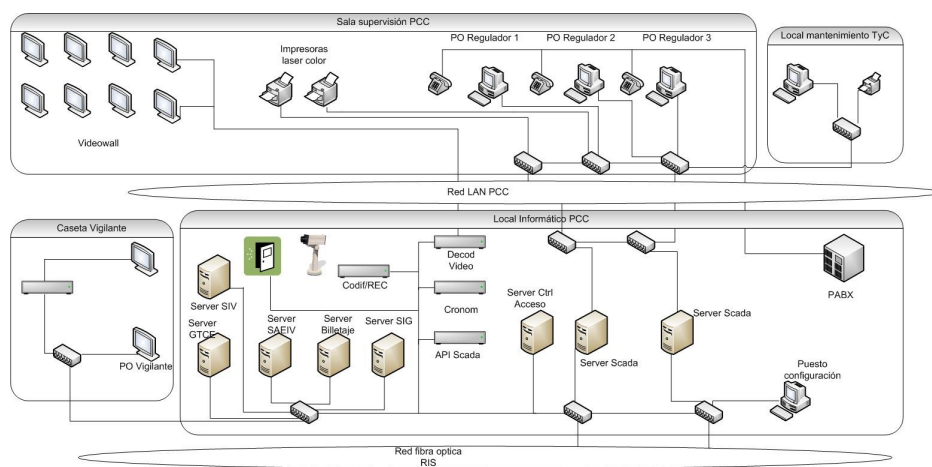 Sala supervisión PCC
Impresoras
laser color
PO Regulador 1
PO Regulador 2
PO Regulador 3
Videowall
Local mantenimiento TyC
Red LAN PCC
Caseta Vigilante
PO Vigilante
Local Informático PCC
Decod
Video
Codif/REC
Server SIV
Cronom
PABX
Server
GTCE
Server
SAEIV
Server
Billetaje
Server SIG
Server Ctrl
Acceso
Server Scada
API Scada
Server Scada
Puesto
configuración
Red fibra optica
RIS